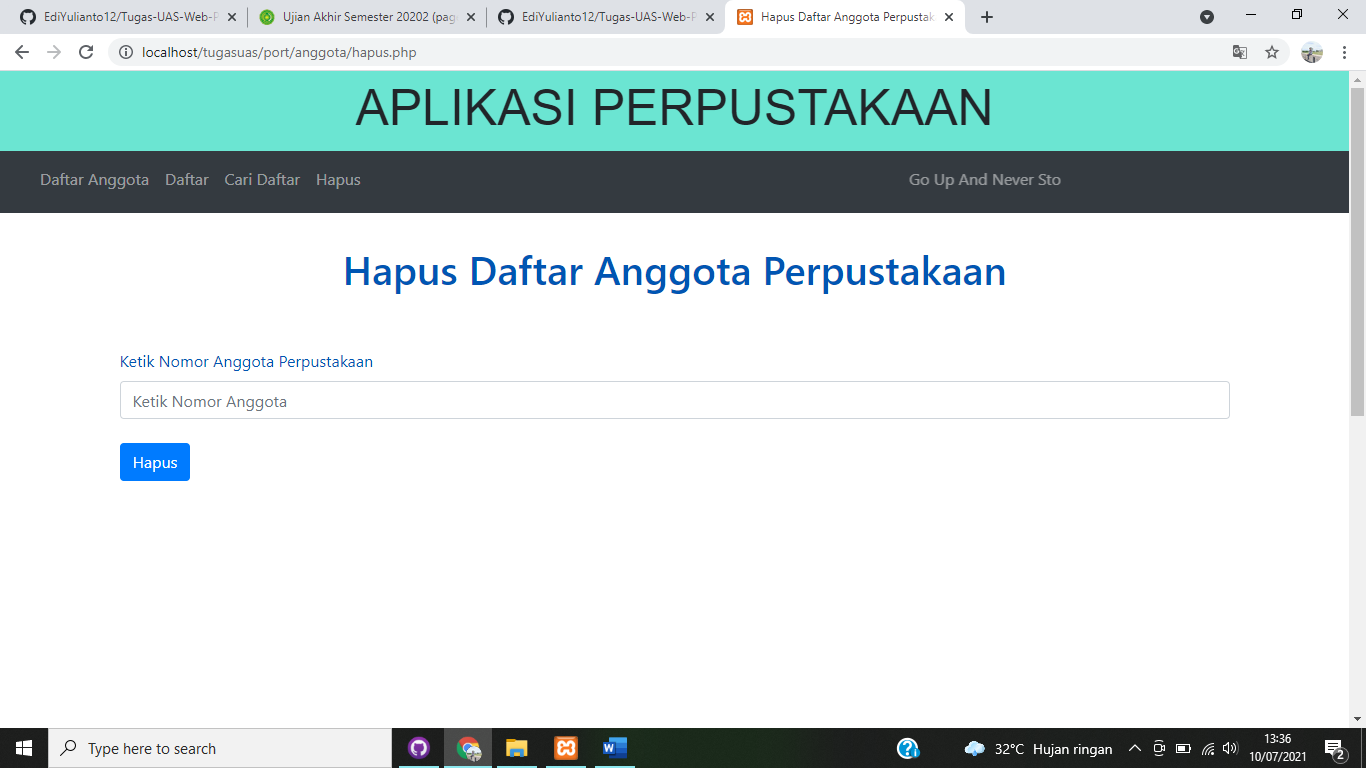 EdiYulianto12/Tugas-UAS-Web-P
Ujian Akhir Semester 20202 (pag
EdiYulianto12/Tugas-UAS-Web-P
Hapus Daftar Anggota Perpustak
localhost/tugasuas/port/anggota/hapus.php
APLIKASI PERPUSTAKAAN
Daftar Anggota Daftar Cari Daftar Hapus Go Up And Never Sto
Hapus Daftar Anggota Perpustakaan
Ketik Nomor Anggota Perpustakaan
Ketik Nomor Anggota
Hapus
Type here to search
32°C Hujan ringan
13:36
10/07/2021
2